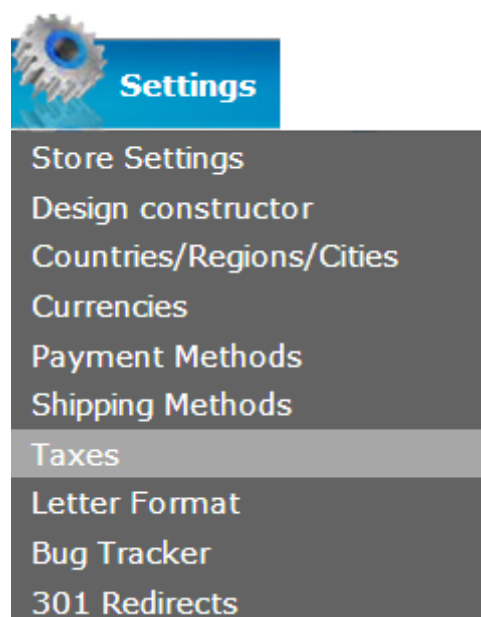 Settings
Store Settings
Design constructor
Countries/Regions/Cities
Currencies
Payment Methods
Shipping Methods
Taxes
Letter Format
Bug Tracker
301 Redirects